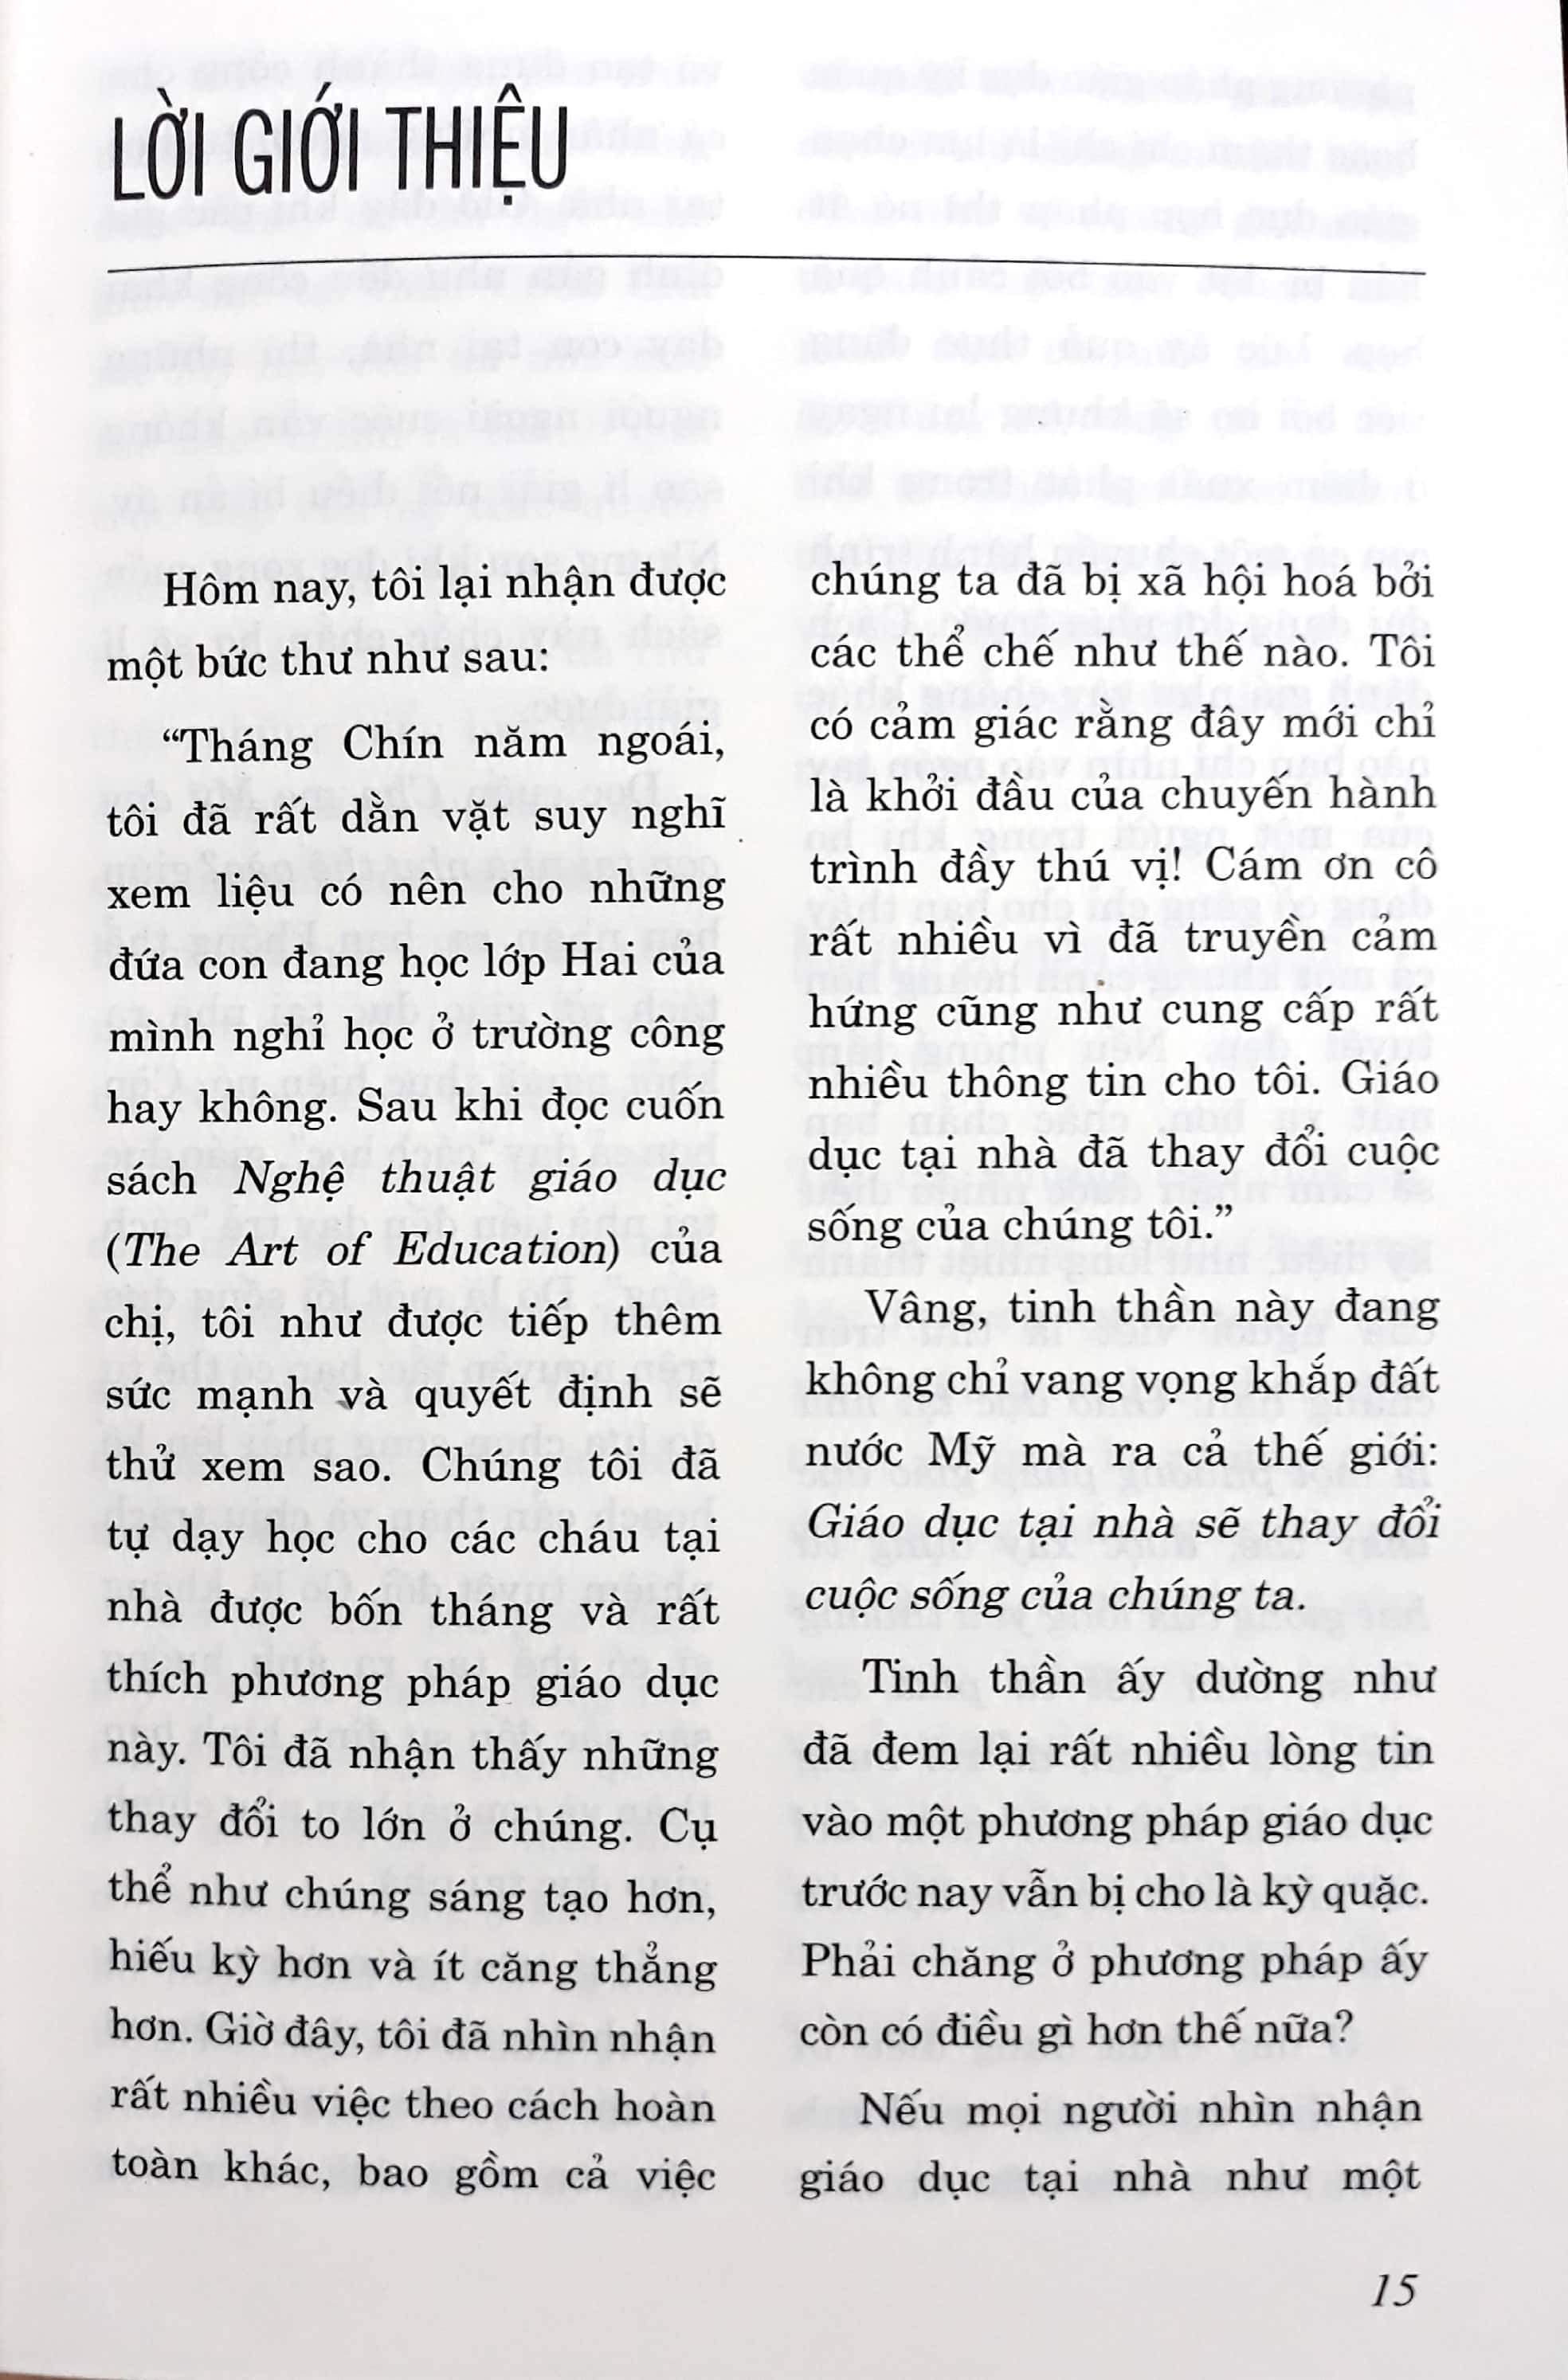 LỜI GIỚI THIỆU
Hôm nay, tôi lại nhận được
một bức thư như sau:
“Tháng Chín năm ngoái,
tôi đã rất dằn vặt suy nghĩ
xem liệu có nên cho những
đứa con đang học lớp Hai của
mình nghỉ học ở trường công
hay không. Sau khi đọc cuốn
sách Nghệ thuật giáo dục
(The Art of Education) của
chị, tôi như được tiếp thêm
sức mạnh và quyết định sẽ
thử xem sao. Chúng tôi đã
tự dạy học cho các cháu tại
nhà được bốn tháng và rất
thích phương pháp giáo dục
này. Tôi đã nhận thấy những
thay đổi to lớn ở chúng. Cụ
thể như chúng sáng tạo hơn,
hiếu kỳ hơn và ít căng thẳng
hơn. Giờ đây, tôi đã nhìn nhận
rất nhiều việc theo cách hoàn
toàn khác, bao gồm cả việc
chúng ta đã bị xã hội hoá bởi
các thể chế như thế nào. Tôi
có cảm giác rằng đây mới chỉ
là khởi đầu của chuyến hành
trình đầy thú vị! Cám ơn cô
rất nhiều vì đã truyền cảm
hứng cũng như cung cấp rất
nhiều thông tin cho tôi. Giáo
dục tại nhà đã thay đổi cuộc
sống của chúng tôi.”
Vâng, tinh thần này đang
không chỉ vang vọng khắp đất
nước Mỹ mà ra cả thế giới:
Giáo dục tại nhà sẽ thay đổi
cuộc sống của chúng ta.
Tinh thần ấy dường như
đã đem lại rất nhiều lòng tin
vào một phương pháp giáo dục
trước nay vẫn bị cho là kỳ quặc.
Phải chăng ở phương pháp ấy
còn có điều gì hơn thế nữa?
Nếu mọi người nhìn nhận
giáo dục tại nhà như một
15